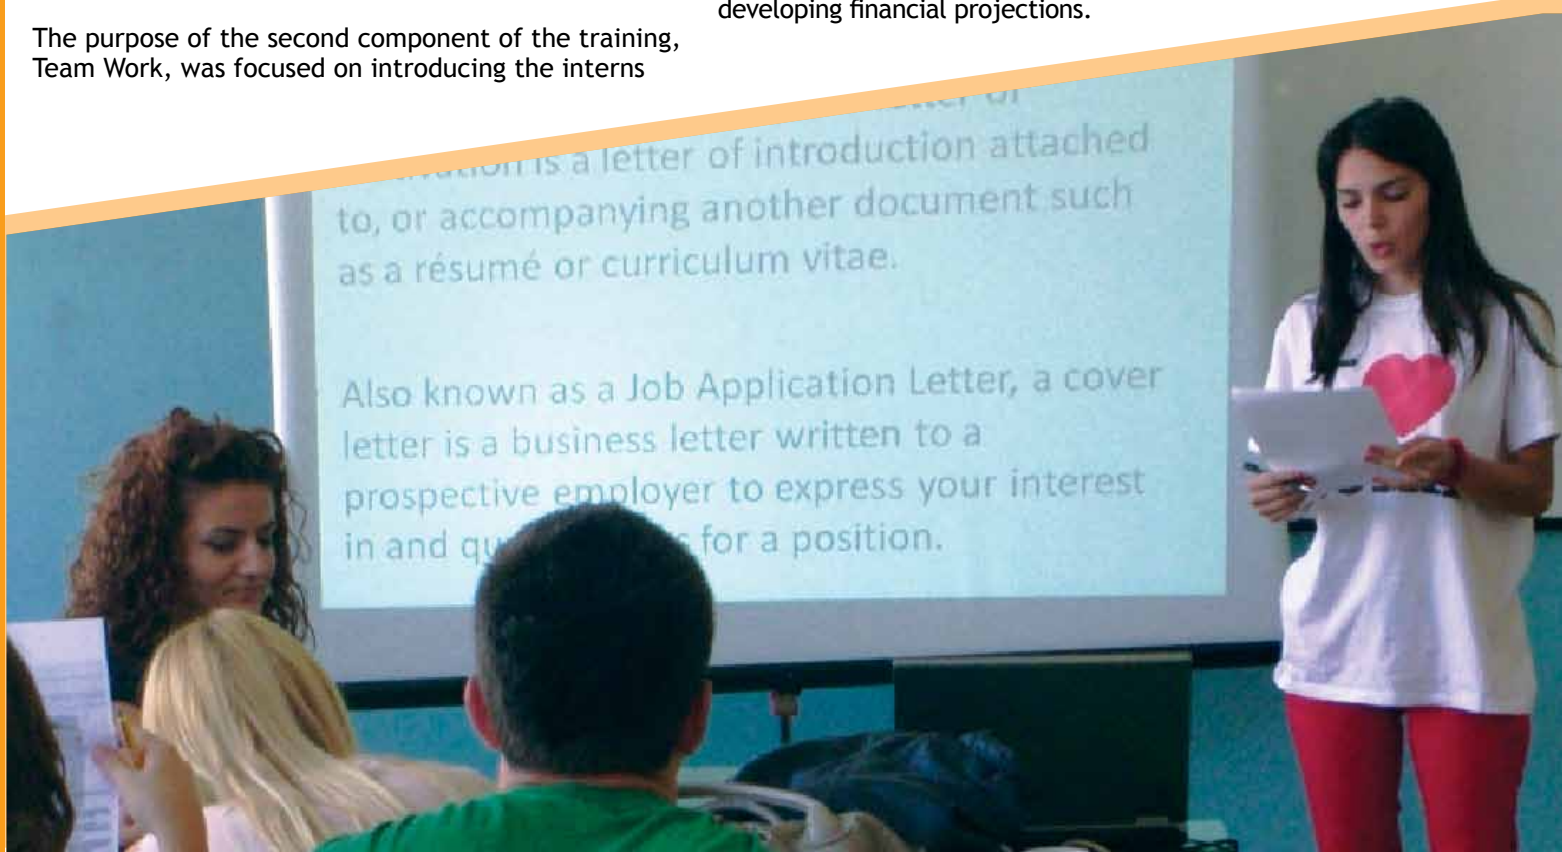 developing financial projections.
The purpose of the second component of the training,
Team Work, was focused on introducing the interns
is a letter of introduction attached
to, or accompanying another document such
as a résumé or curriculum vitae.
Also known as a Job Application Letter, a cover
letter is a business letter written to a
prospective employer to express your interest
in and for a position.